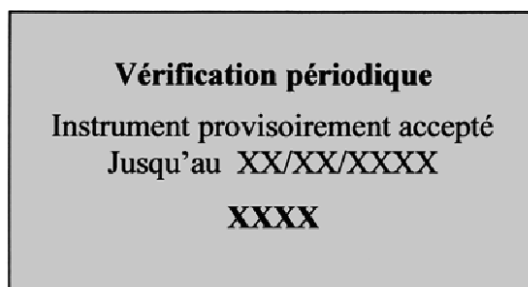 Vérification périodique
Instrument provisoirement accepté
Jusqu'au XX/XX/XXXX
XXXX